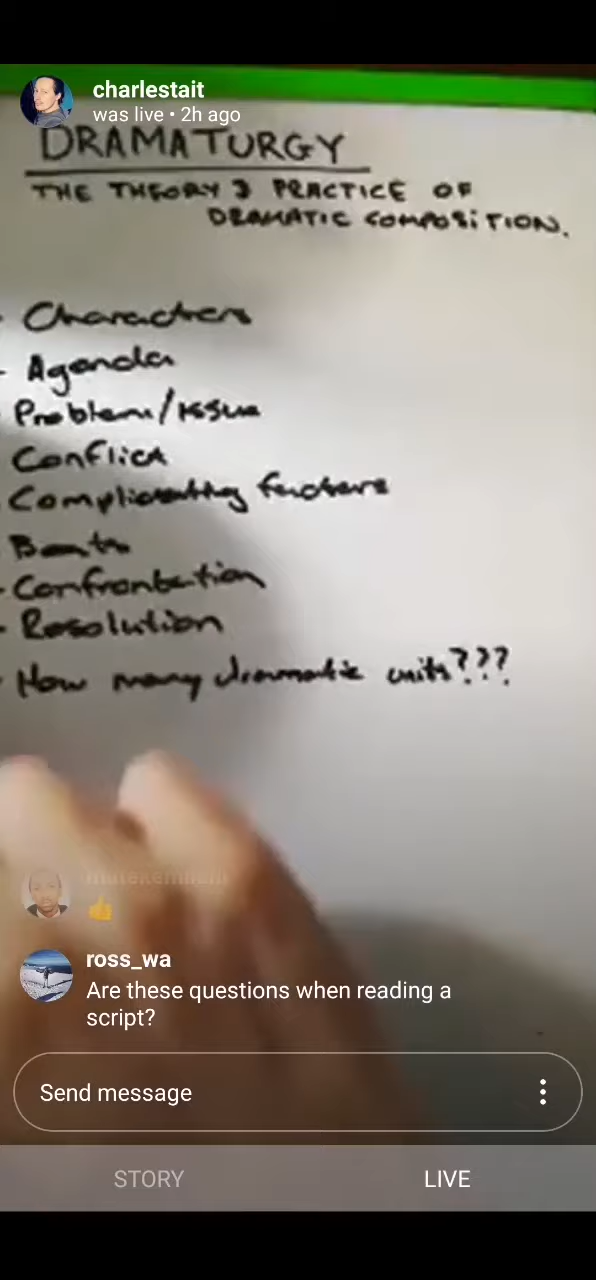 charlestait
was live • 2h ago
DRAMATURGY
THE THEORY & PRACTICE OF
DRAMATIC COMPOSITION.
- Characters
- Agenda
Problem/Issue
Conflict
Complicating factors
Beats
- Confrontation
- Resolution
- How many dramatic units???
👍
ross_wa
Are these questions when reading a
script?
Send message
STORY
LIVE